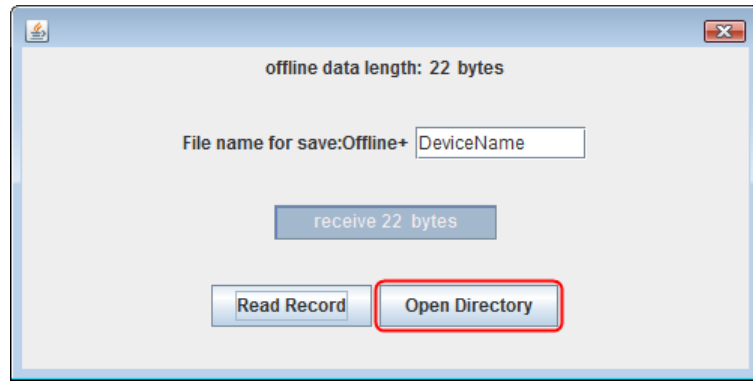 offline data length: 22 bytes
File name for save:Offline+ DeviceName
receive 22 bytes
Read Record Open Directory